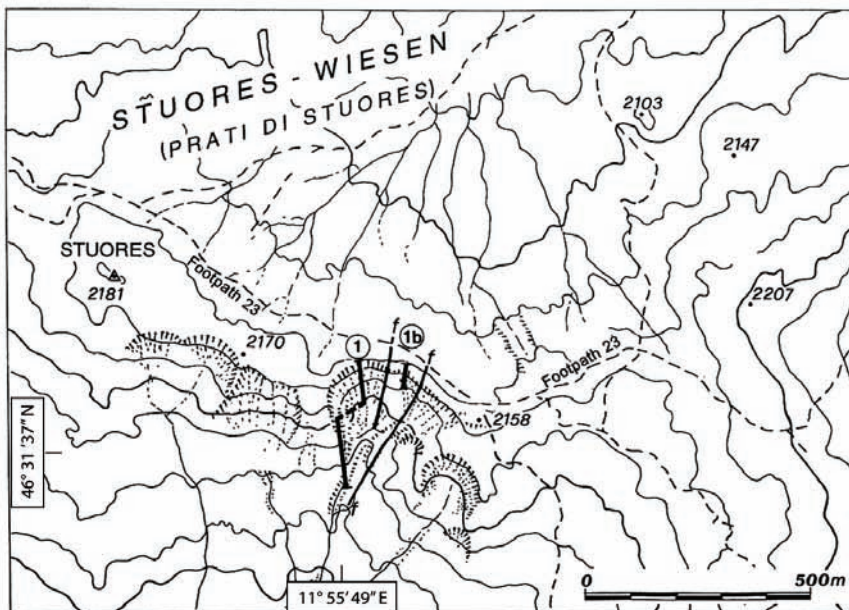 STUORES - WIESEN
(PRATI DI STUORES)
2103
2147
STUORES
2181
Footpath 23
2207
2170
1
1b
f
f
Footpath 23
2158
46° 31' 37" N
f
11° 55' 49" E
0
500m